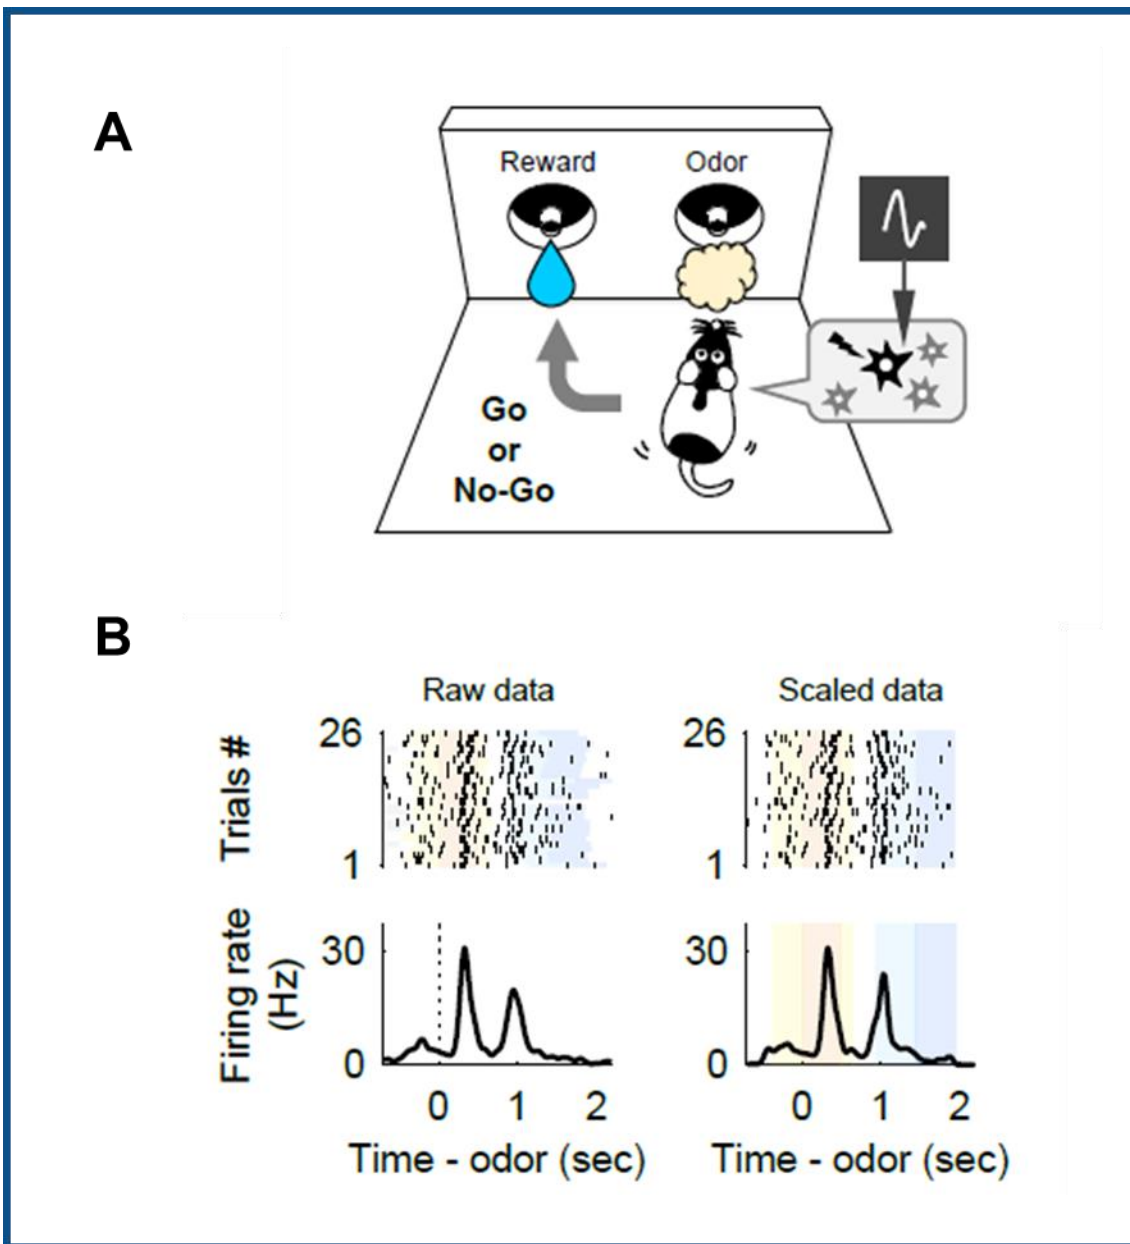 A
Reward
Odor
Go
or
No-Go
B
Raw data
Scaled data
Trials #
26
1
26
1
Firing rate
(Hz)
30
0
30
0
0 1 2
0 1 2
Time - odor (sec)
Time - odor (sec)